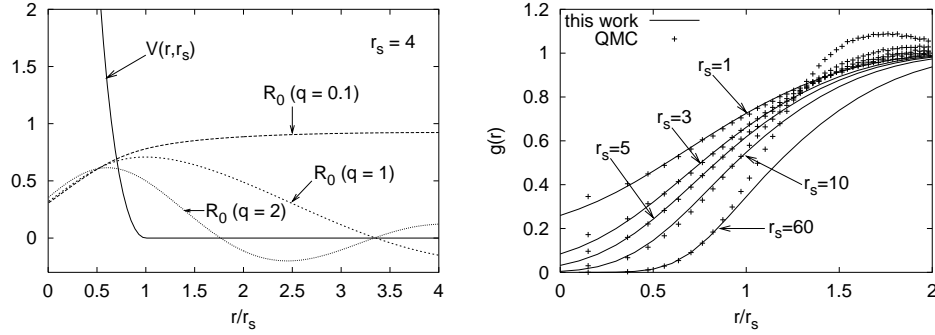 2
1.5
1
0.5
0
V(r,r_s)
r_s = 4
R_0 (q = 0.1)
R_0 (q = 1)
R_0 (q = 2)
0 0.5 1 1.5 2 2.5 3 3.5 4
r/r_s
1.2
1
0.8
0.6
0.4
0.2
0
g(r)
this work
QMC
r_s=1
r_s=3
r_s=5
r_s=10
r_s=60
0 0.5 1 1.5 2
r/r_s